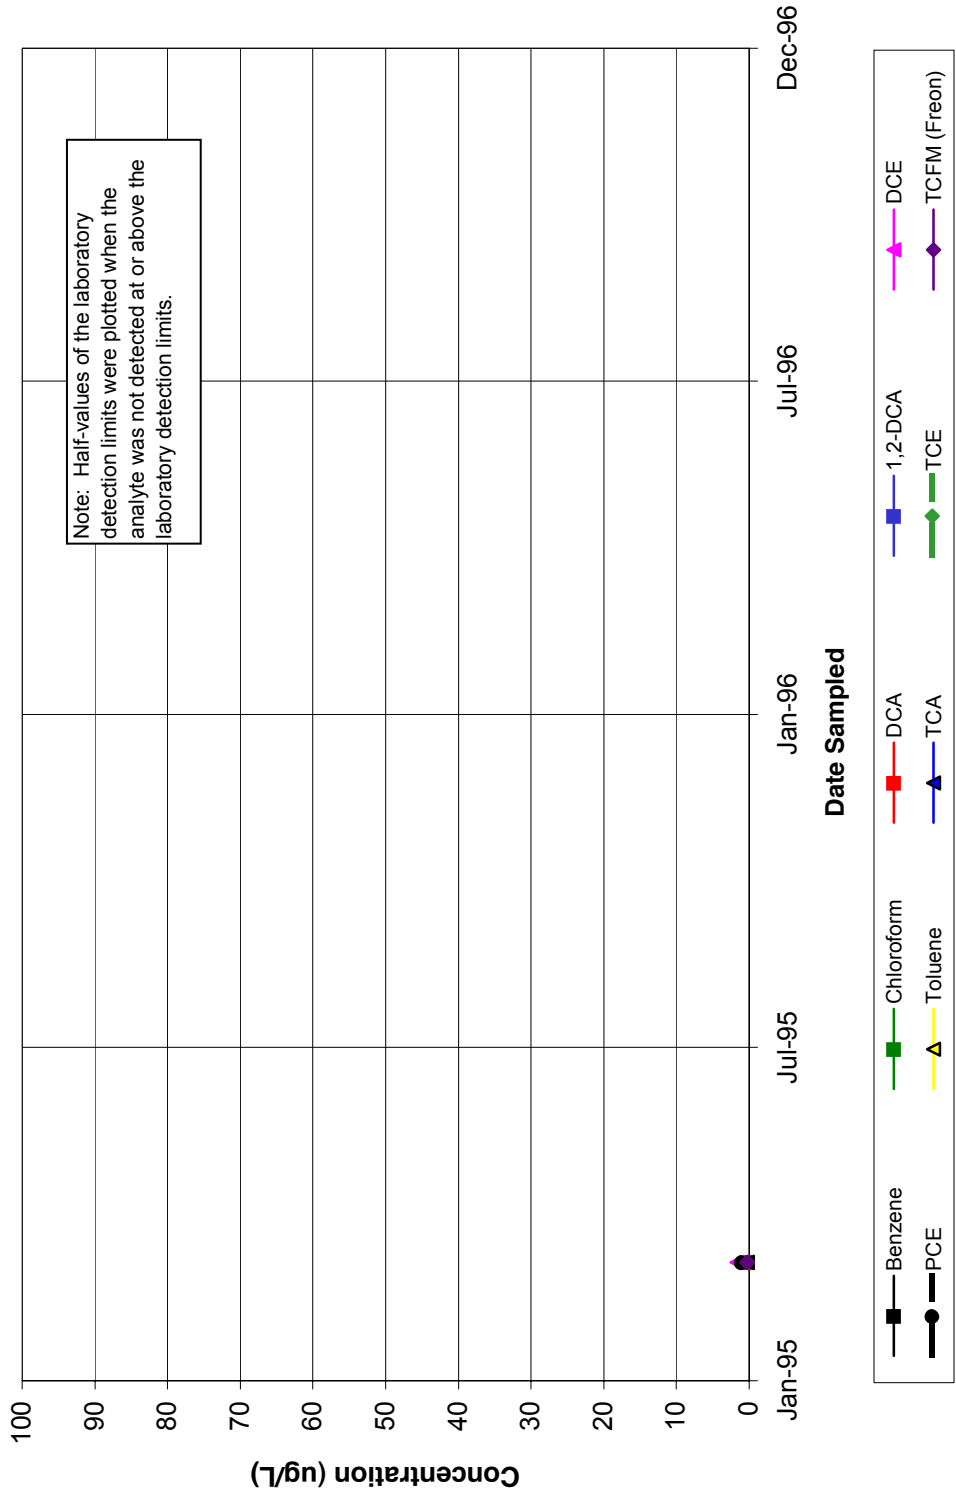 100
90
80
70
60
50
40
30
20
10
0
Concentration (ug/L)
Note:  Half-values of the laboratory
detection limits were plotted when the
analyte was not detected at or above the
laboratory detection limits.
Jan-95
Jul-95
Jan-96
Jul-96
Dec-96
Date Sampled
Benzene
Chloroform
DCA
1,2-DCA
DCE
PCE
Toluene
TCA
TCE
TCFM (Freon)